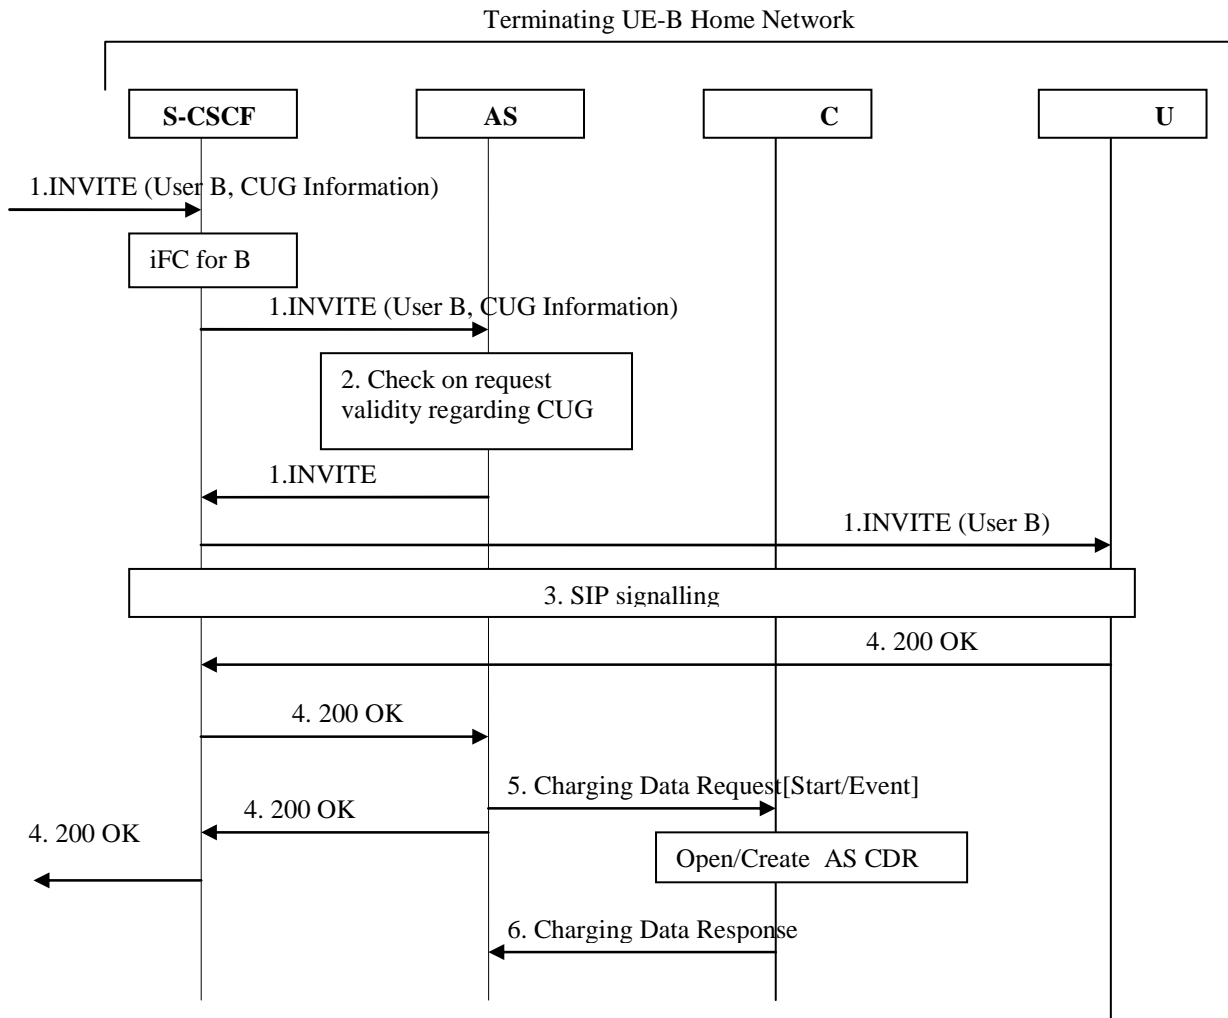 Terminating UE-B Home Network
S-CSCF
AS
C
U
1.INVITE (User B, CUG Information)
iFC for B
1.INVITE (User B, CUG Information)
2. Check on request
validity regarding CUG
1.INVITE
1.INVITE (User B)
3. SIP signalling
4. 200 OK
4. 200 OK
5. Charging Data Request[Start/Event]
4. 200 OK
4. 200 OK
Open/Create AS CDR
6. Charging Data Response